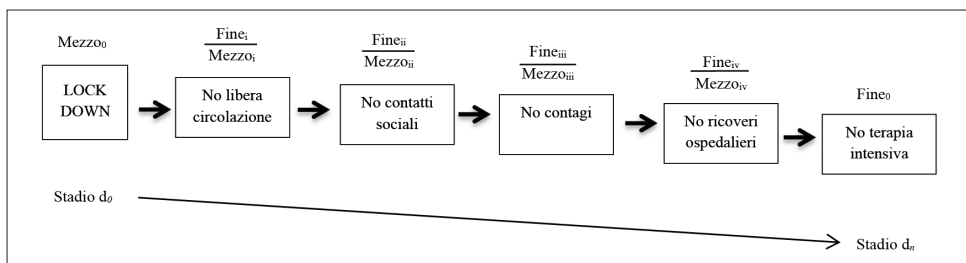 Mezzo₀
LOCK
DOWN
Fineᵢ
Mezzoᵢ
No libera
circolazione
Fineᵢᵢ
Mezzoᵢᵢ
No contatti
sociali
Fineᵢᵢᵢ
Mezzoᵢᵢᵢ
No contagi
Fineᵢᵥ
Mezzoᵢᵥ
No ricoveri
ospedalieri
Fine₀
No terapia
intensiva
Stadio d₀
Stadio dₙ